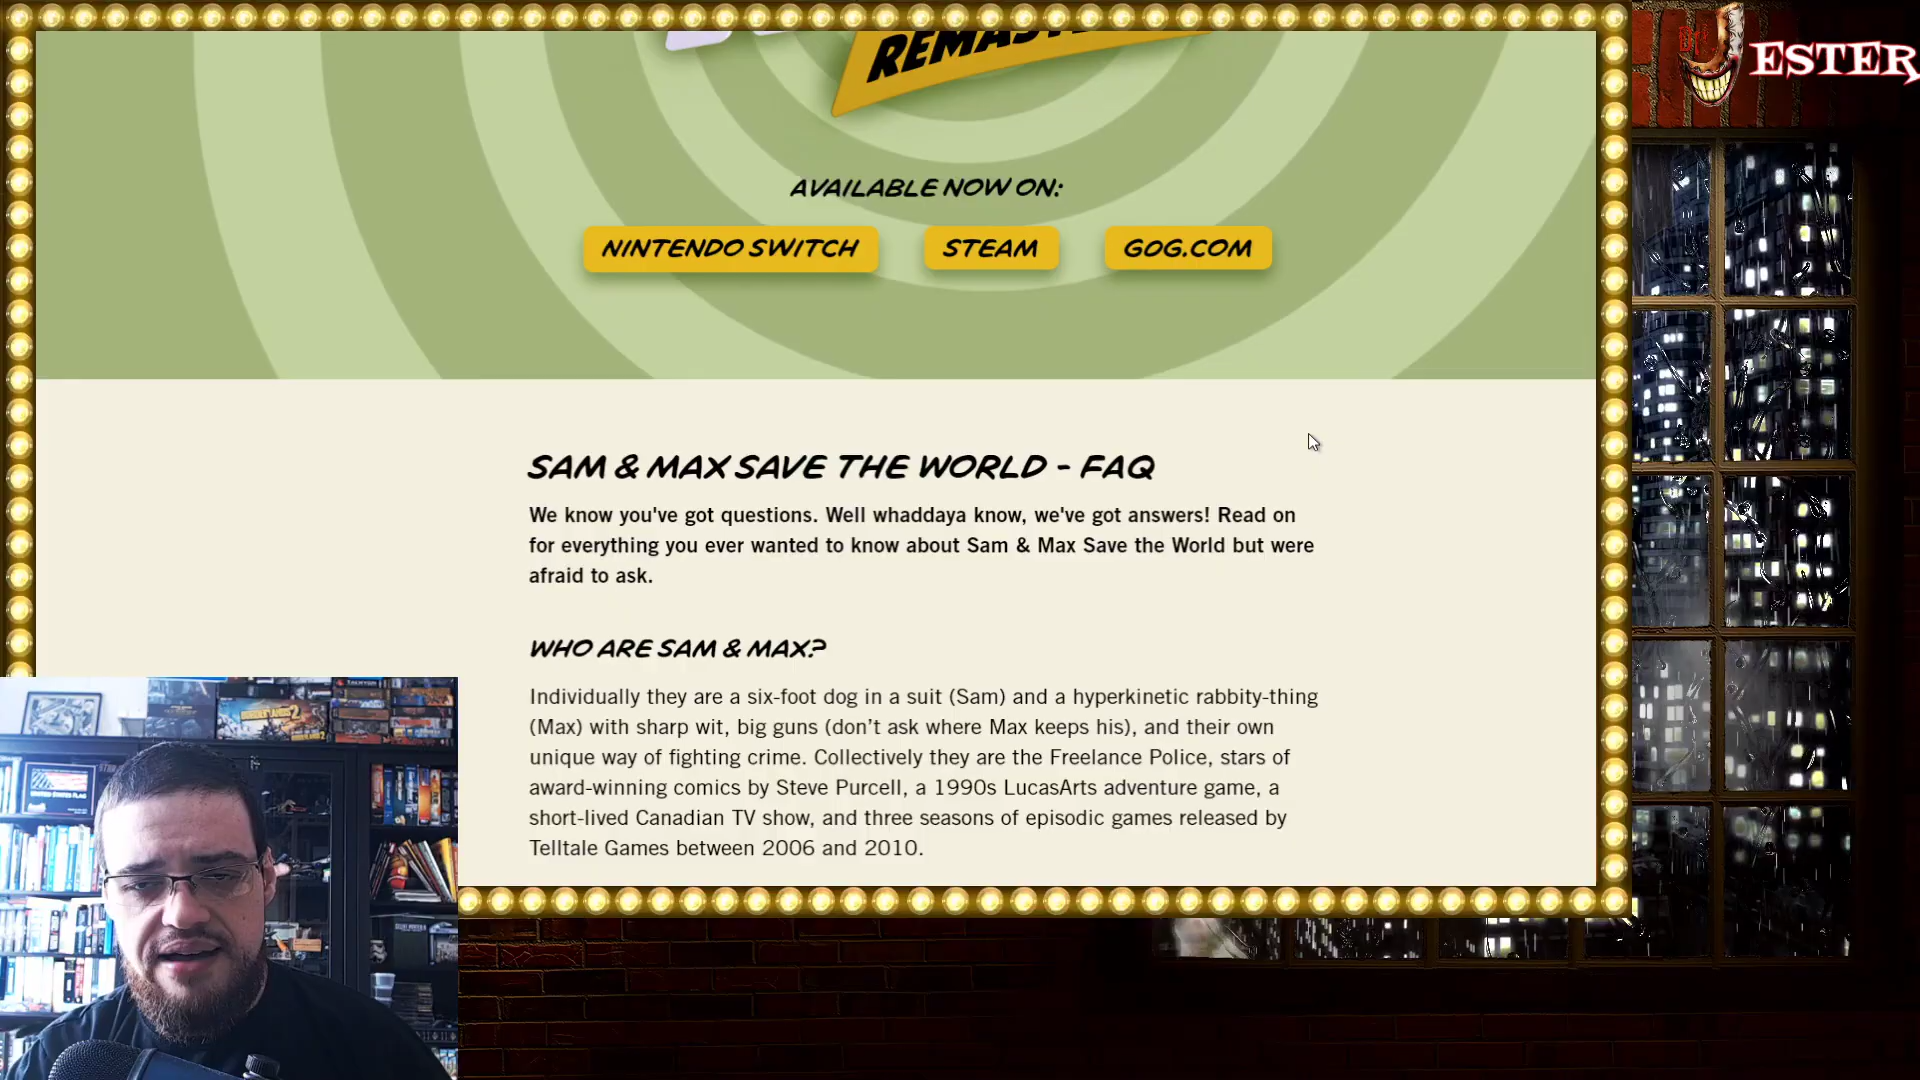 REMAST
ESTER
AVAILABLE NOW ON:
NINTENDO SWITCH
STEAM
GOG.COM
SAM & MAX SAVE THE WORLD - FAQ
We know you've got questions. Well whaddaya know, we've got answers! Read on
for everything you ever wanted to know about Sam & Max Save the World but were
afraid to ask.
WHO ARE SAM & MAX?
Individually they are a six-foot dog in a suit (Sam) and a hyperkinetic rabbity-thing
(Max) with sharp wit, big guns (don’t ask where Max keeps his), and their own
unique way of fighting crime. Collectively they are the Freelance Police, stars of
award-winning comics by Steve Purcell, a 1990s LucasArts adventure game, a
short-lived Canadian TV show, and three seasons of episodic games released by
Telltale Games between 2006 and 2010.
BORDERLANDS 2
UNITED STATES FLAG